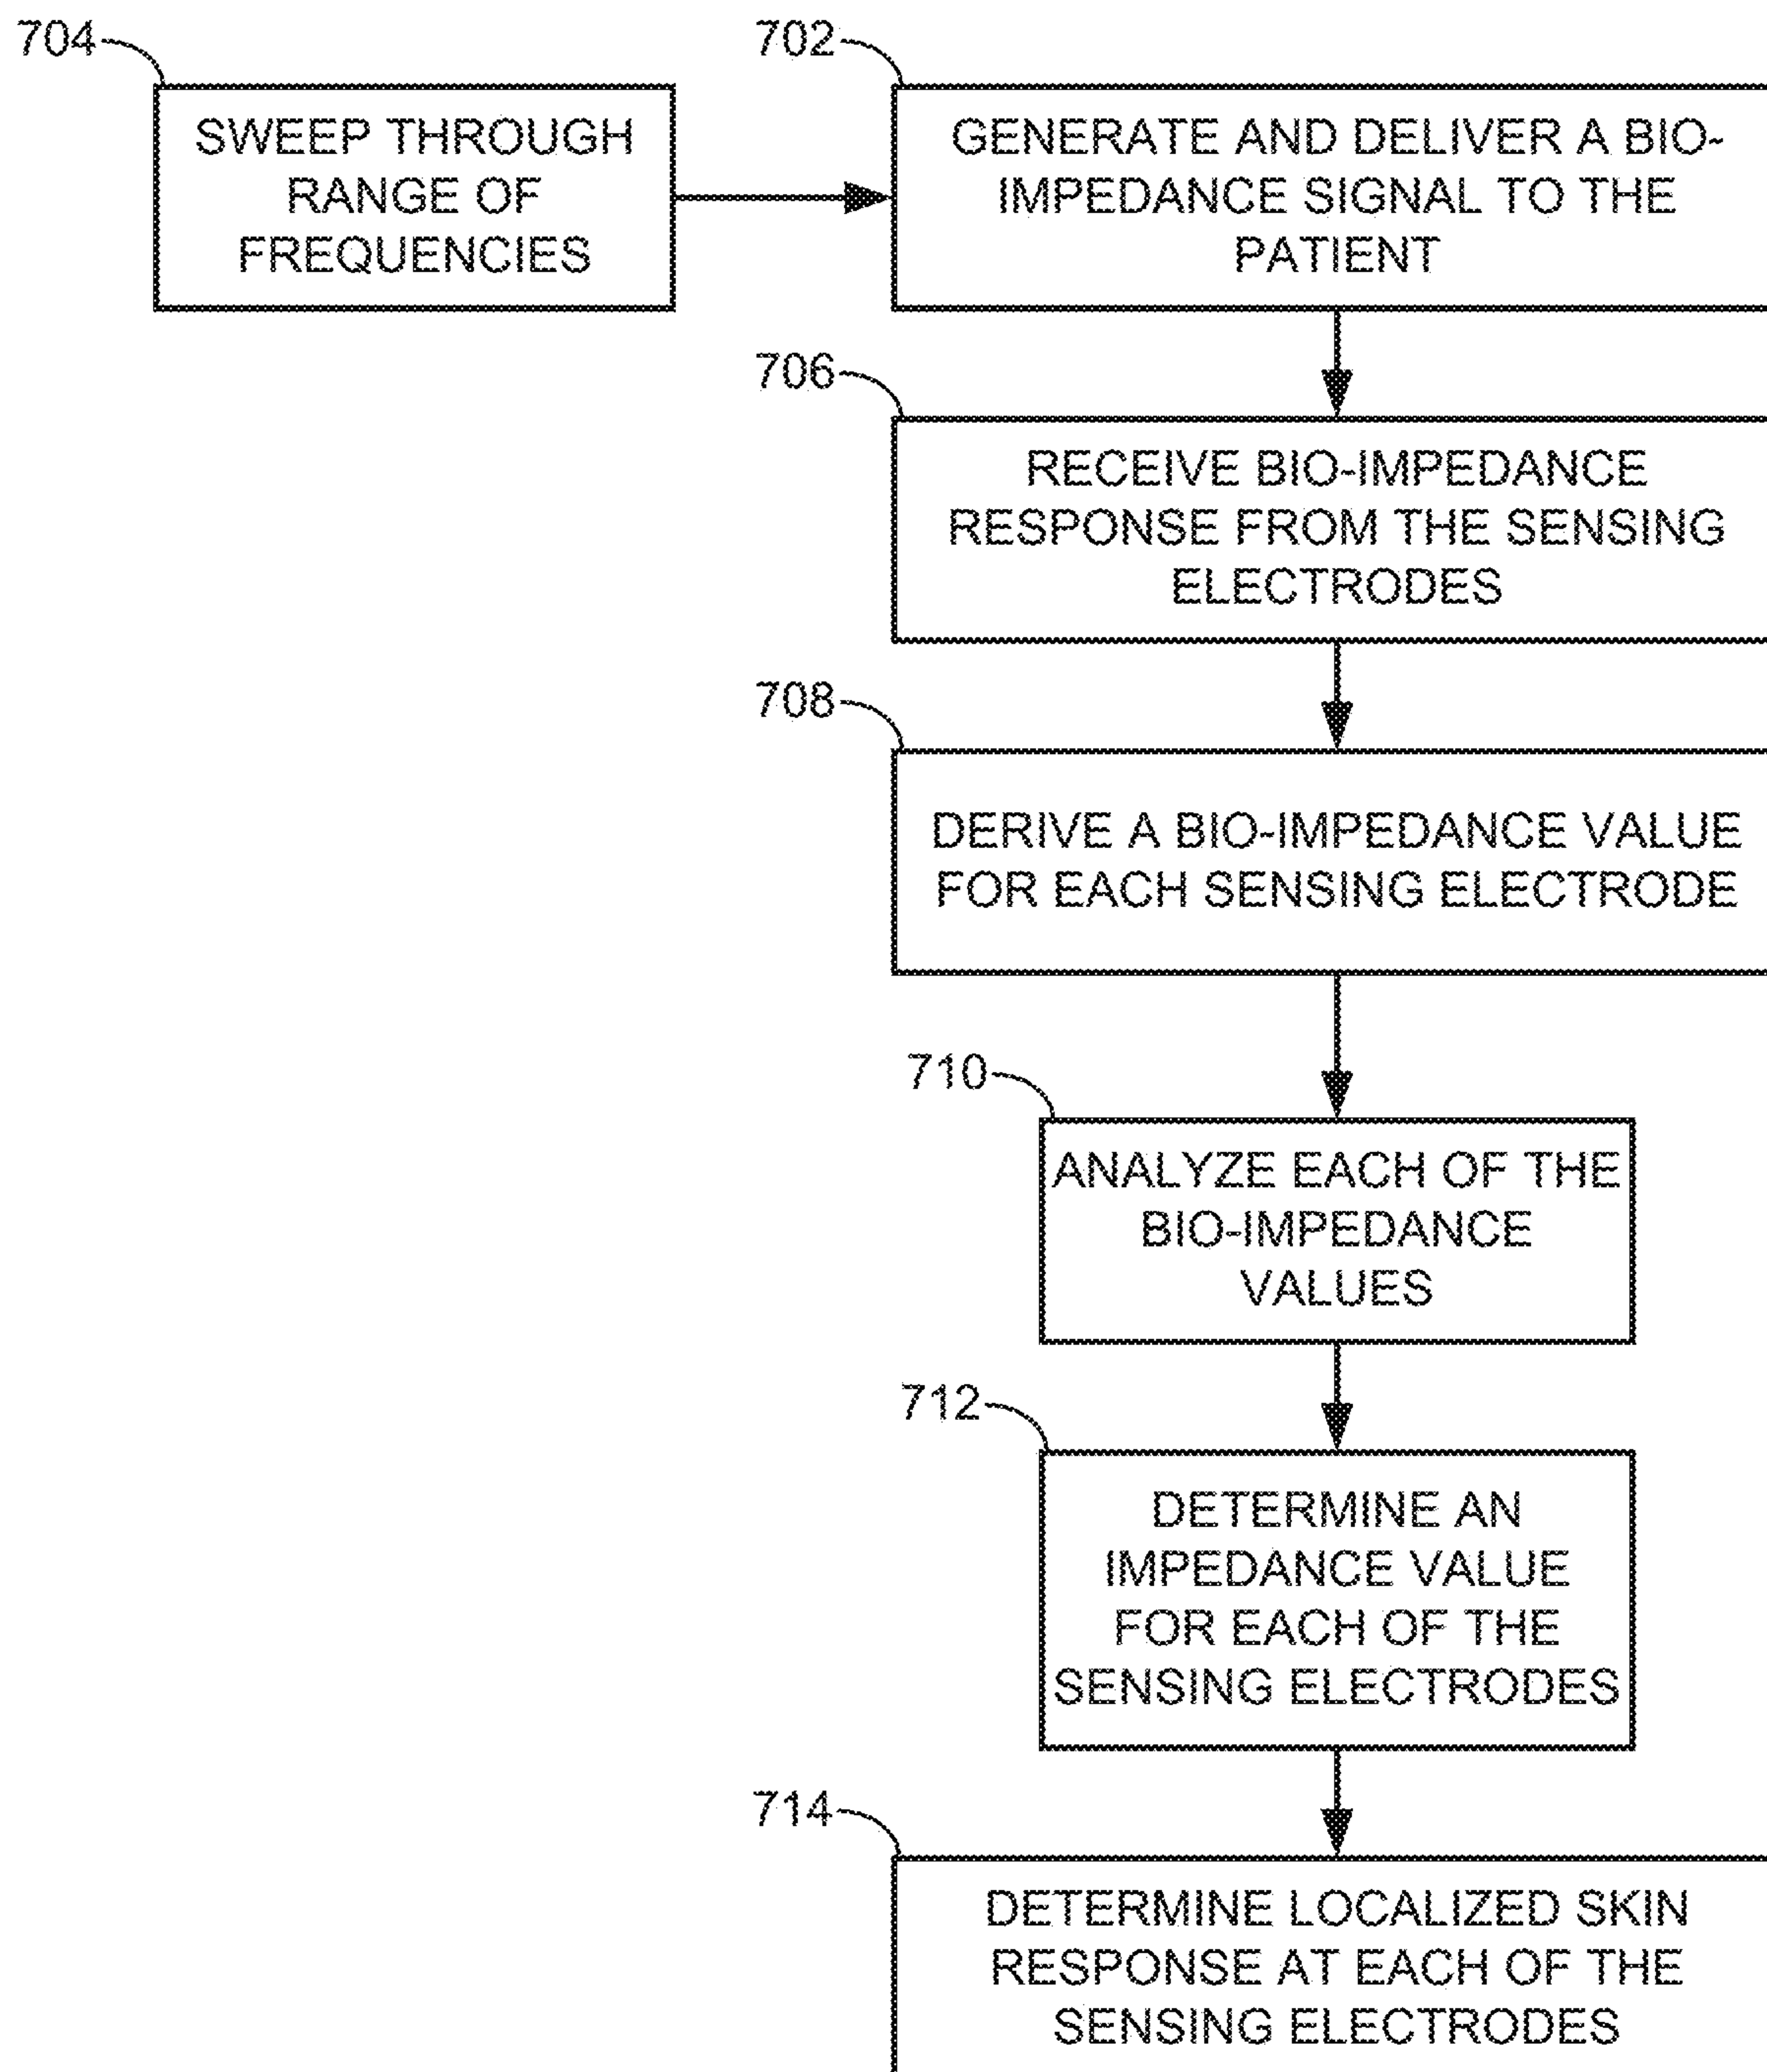 704
SWEEP THROUGH
RANGE OF
FREQUENCIES
702
GENERATE AND DELIVER A BIO-
IMPEDANCE SIGNAL TO THE
PATIENT
706
RECEIVE BIO-IMPEDANCE
RESPONSE FROM THE SENSING
ELECTRODES
708
DERIVE A BIO-IMPEDANCE VALUE
FOR EACH SENSING ELECTRODE
710
ANALYZE EACH OF THE
BIO-IMPEDANCE
VALUES
712
DETERMINE AN
IMPEDANCE VALUE
FOR EACH OF THE
SENSING ELECTRODES
714
DETERMINE LOCALIZED SKIN
RESPONSE AT EACH OF THE
SENSING ELECTRODES